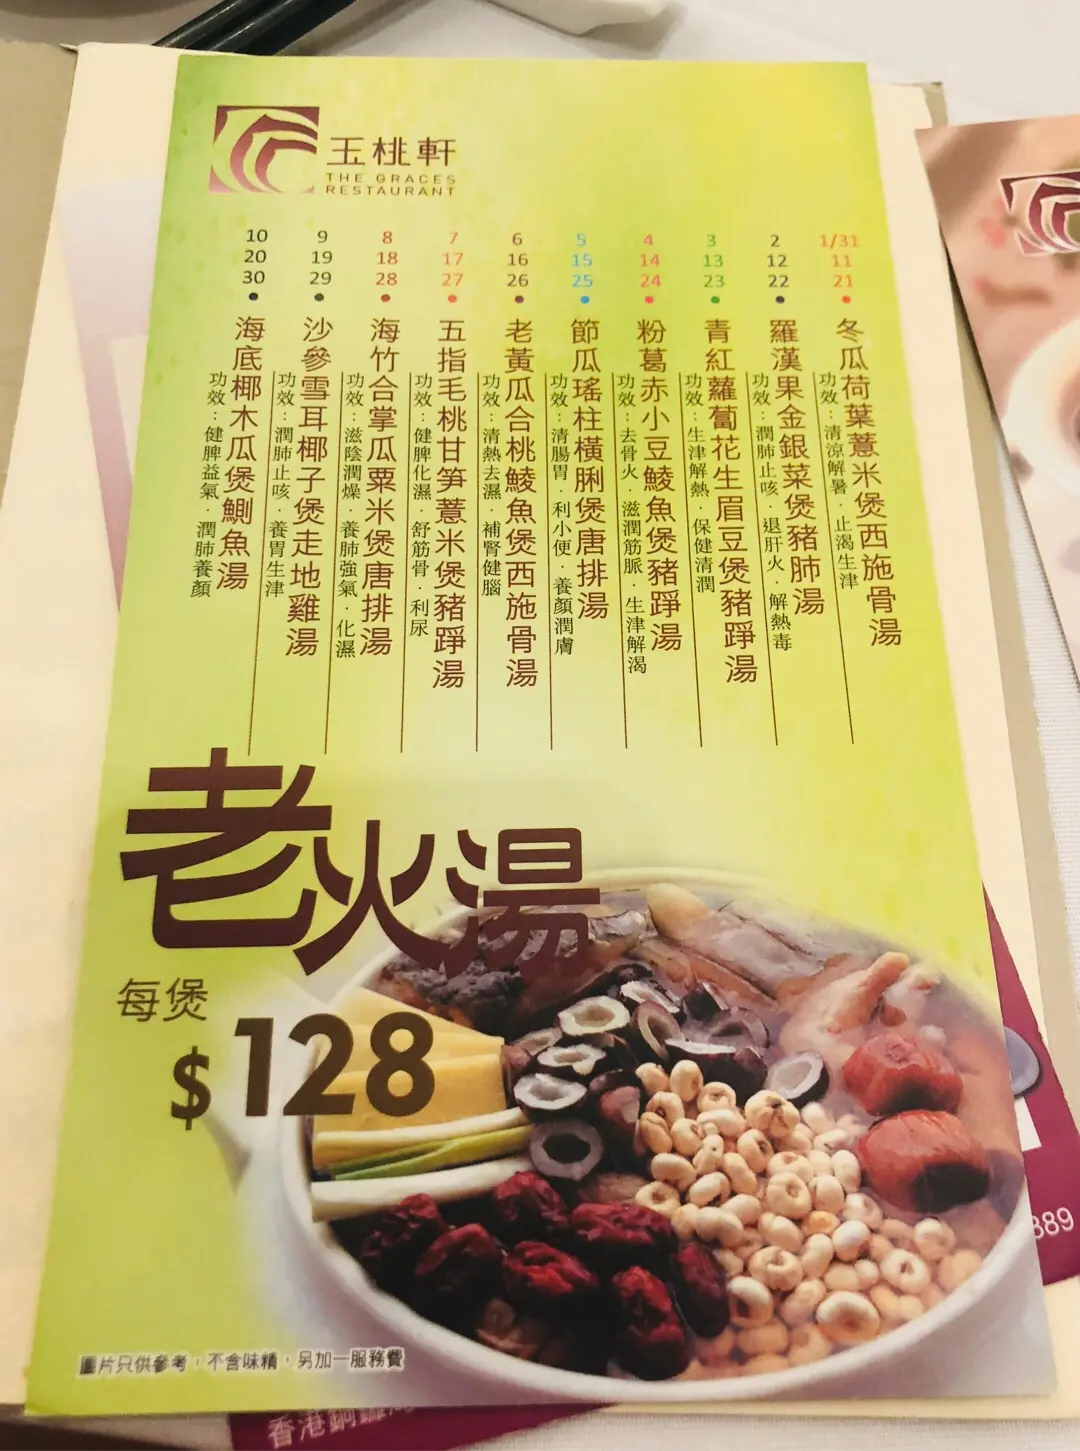 玉桃軒
THE GRACES
RESTAURANT
1/31
11
21
冬瓜荷葉薏米煲西施骨湯
功效：清涼解暑．止渴生津
2
12
22
羅漢果金銀菜煲豬肺湯
功效：潤肺止咳．退肝火．解熱毒
3
13
23
青紅蘿蔔花生眉豆煲豬踭湯
功效：生津解熱．保健清潤
4
14
24
粉葛赤小豆鯪魚煲豬踭湯
功效：去骨火．滋潤筋脈．生津解渴
5
15
25
節瓜瑤柱橫脷煲唐排湯
功效：清腸胃．利小便．養顏潤膚
6
16
26
老黃瓜合桃鯪魚煲西施骨湯
功效：清熱去濕．補腎健腦
7
17
27
五指毛桃甘筍薏米煲豬踭湯
功效：健脾化濕．舒筋骨．利尿
8
18
28
海竹合掌瓜粟米煲唐排湯
功效：滋陰潤燥．養肺強氣．化濕
9
19
29
沙參雪耳椰子煲走地雞湯
功效：潤肺止咳．養胃生津
10
20
30
海底椰木瓜煲鰂魚湯
功效：健脾益氣．潤肺養顏
老火湯
每煲
$128
圖片只供參考，不含味精，另加一服務費
889
香港銅鑼